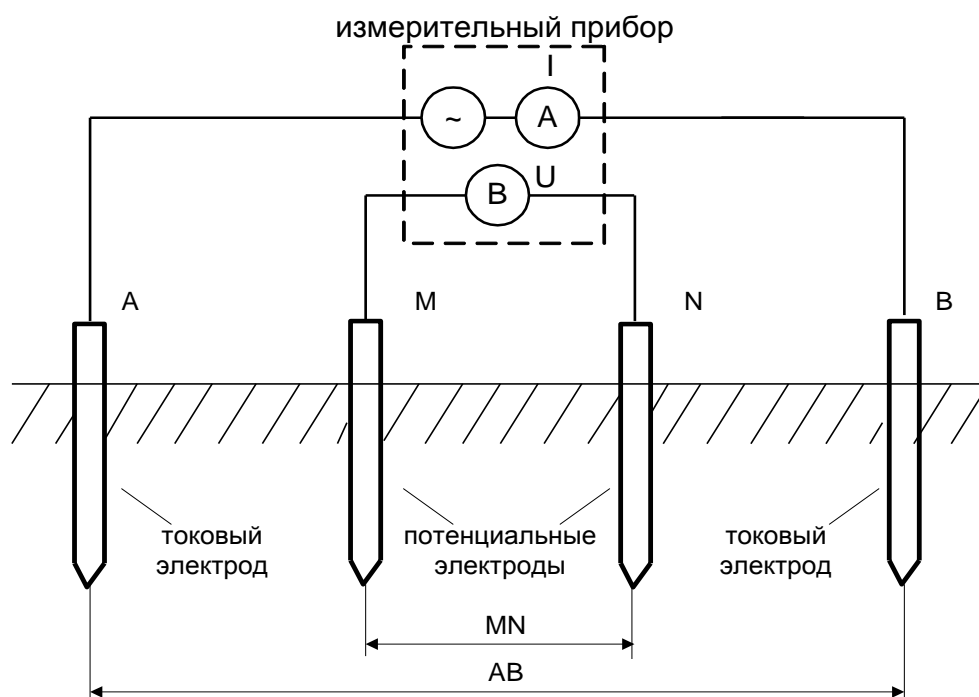 измерительный прибор
I
~
A
U
B
A
M
N
B
токовый
электрод
потенциальные
электроды
токовый
электрод
MN
AB